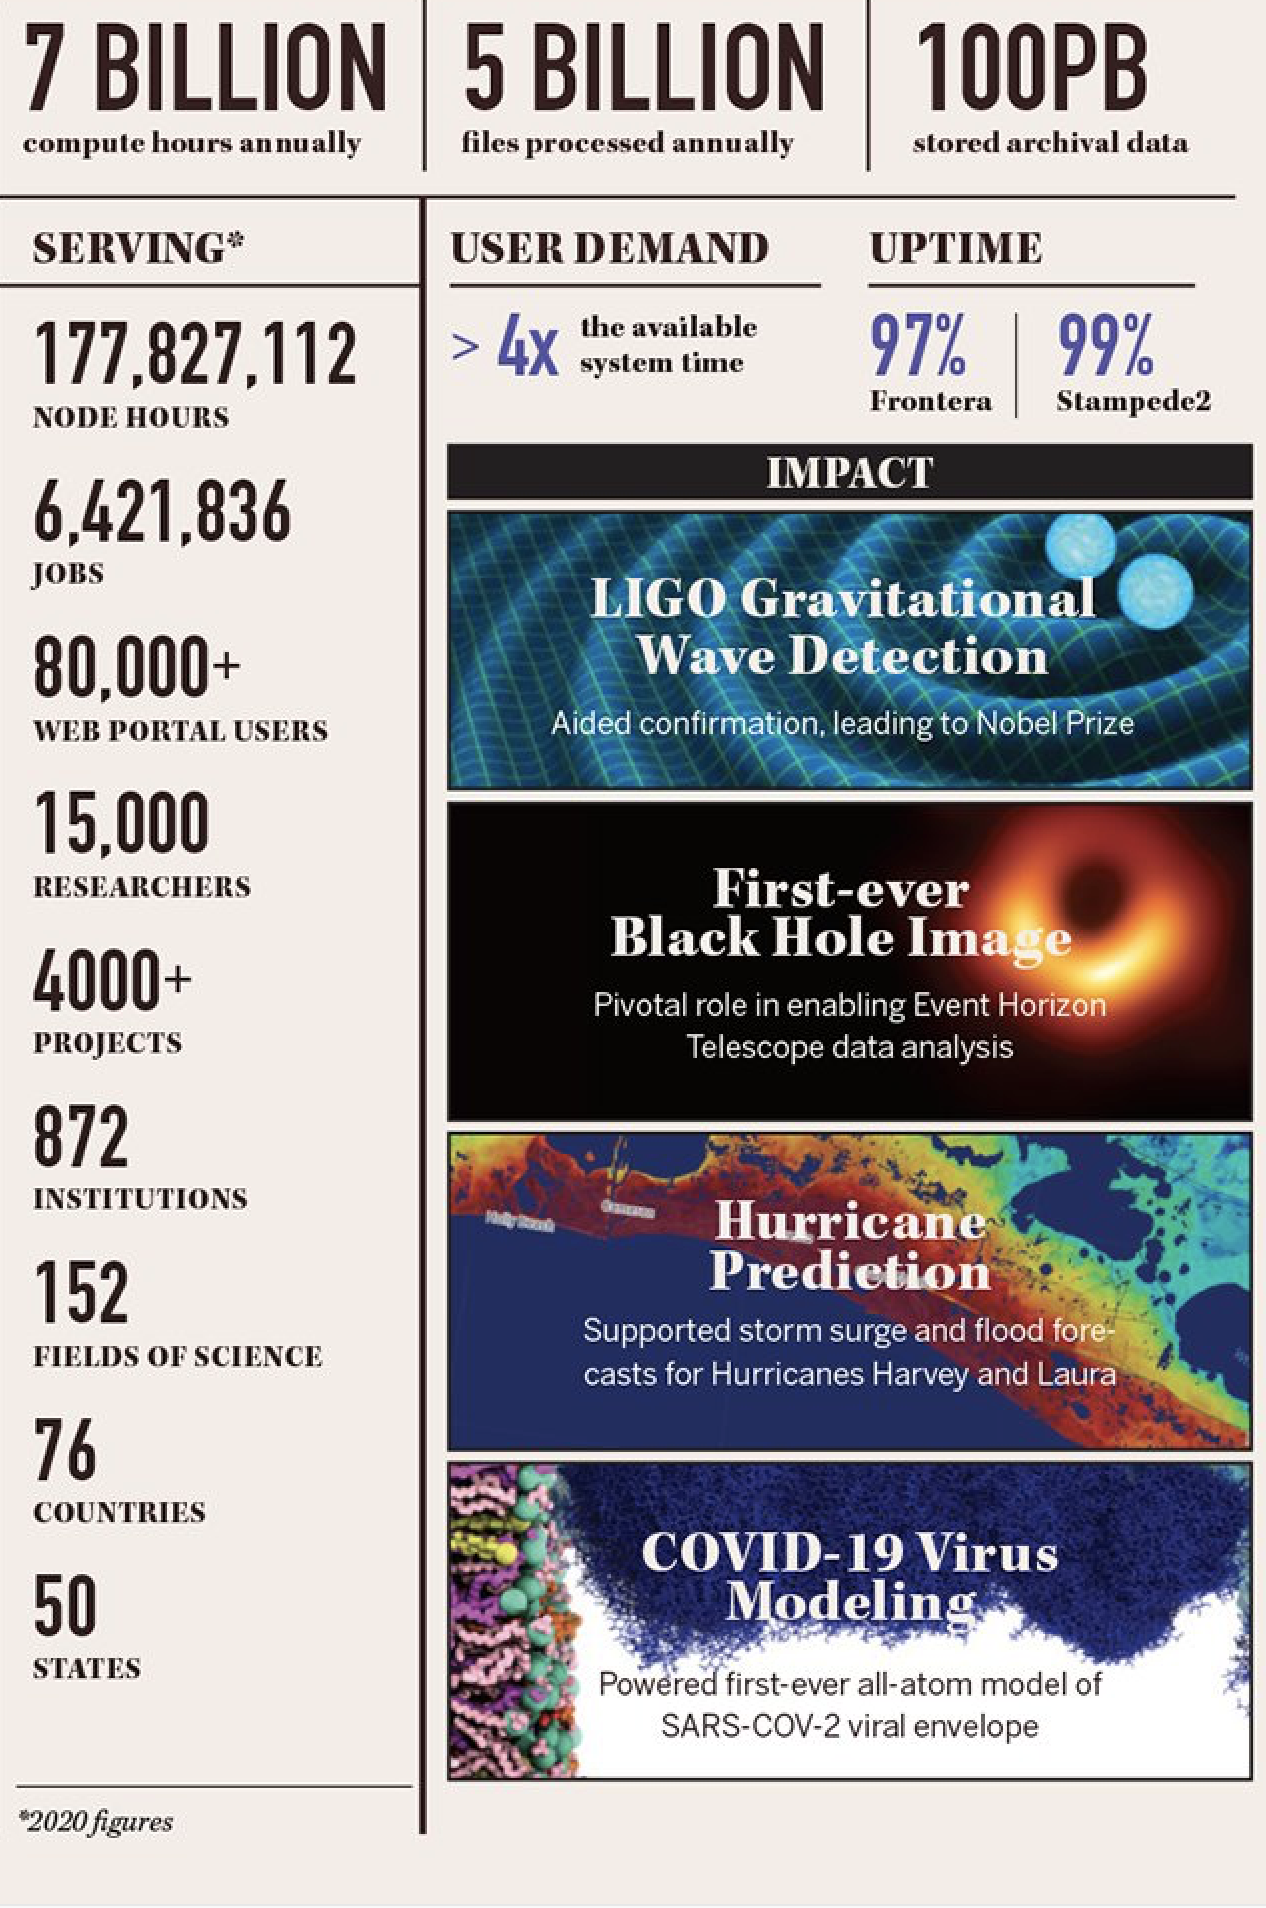 7 BILLION
compute hours annually
5 BILLION
files processed annually
100PB
stored archival data
SERVING*
177,827,112
NODE HOURS
6,421,836
JOBS
80,000+
WEB PORTAL USERS
15,000
RESEARCHERS
4000+
PROJECTS
872
INSTITUTIONS
152
FIELDS OF SCIENCE
76
COUNTRIES
50
STATES
*2020 figures
USER DEMAND
> 4x
the available
system time
UPTIME
97%
Frontera
99%
Stampede2
IMPACT
LIGO Gravitational
Wave Detection
Aided confirmation, leading to Nobel Prize
First-ever
Black Hole Image
Pivotal role in enabling Event Horizon
Telescope data analysis
Holly Beach
Cameron
Hurricane
Prediction
Supported storm surge and flood fore-
casts for Hurricanes Harvey and Laura
COVID-19 Virus
Modeling
Powered first-ever all-atom model of
SARS-COV-2 viral envelope